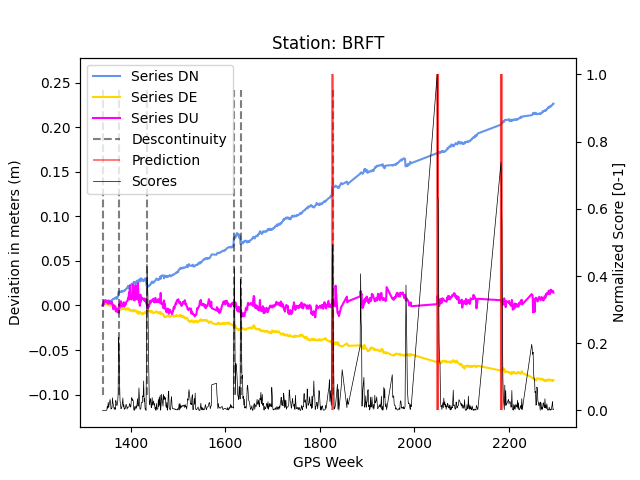 Station: BRFT
Series DN
Series DE
Series DU
Descontinuity
Prediction
Scores
Deviation in meters (m)
0.25
0.20
0.15
0.10
0.05
0.00
−0.05
−0.10
1.0
0.8
0.6
0.4
0.2
0.0
Normalized Score [0-1]
1400 1600 1800 2000 2200
GPS Week